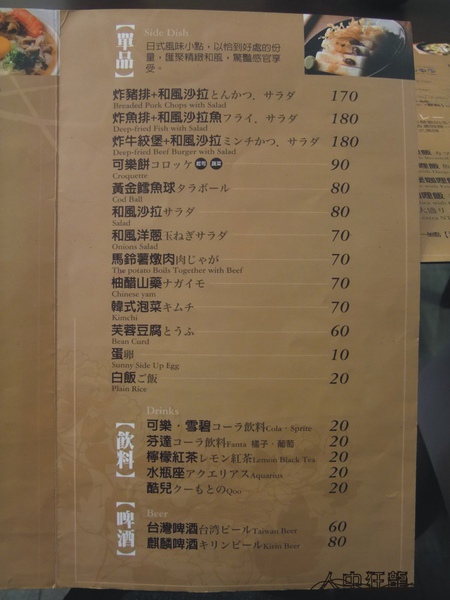 【單品】
Side Dish
日式風味小點,以恰到好處的份
量,匯聚精緻和風,驚豔感官享
受。
炸豬排+和風沙拉とんかつ.サラダ 170
Breaded Pork Chops with Salad
炸魚排+和風沙拉魚フライ.サラダ 180
Deep-fried Fish with Salad
炸牛絞堡+和風沙拉ミンチかつ.サラダ 180
Deep-fried Beef Burger with Salad
可樂餅コロッケ 90
Croquette
黃金鱈魚球タラボール 80
Cod Ball
和風沙拉サラダ 80
Salad
和風洋蔥玉ねぎサラダ 70
Onions Salad
馬鈴薯燉肉肉じゃが 70
The potato Boils Together with Beef
柚醋山藥ナガイモ 70
Chinese yam
韓式泡菜キムチ 70
Kimchi
芙蓉豆腐とうふ 60
Bean Curd
蛋卵 10
Sunny Side Up Egg
白飯ご飯 20
Plain Rice
【飲料】
Drinks
可樂・雪碧コーラ飲料Cola・Sprite 20
芬達コーラ飲料Fanta 橘子・葡萄 20
檸檬紅茶レモン紅茶Lemon Black Tea 20
水瓶座アクエリアスAquarius 20
酷兒クーもとのQoo 20
【啤酒】
Beer
台灣啤酒台湾ビールTaiwan Beer 60
麒麟啤酒キリンビールKirin Beer 80